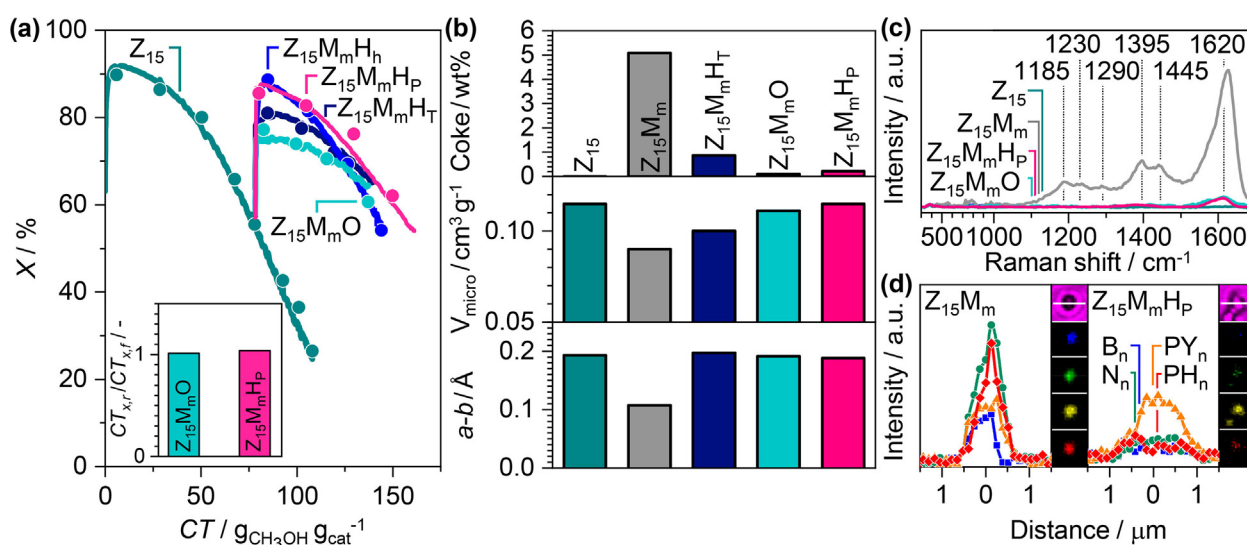 (a)
100
80
60
40
20
0
X / %
Z15
Z15MmHh
Z15MmHP
Z15MmHT
Z15MmO
CTx,r/CTx,f / -
1
0
Z15MmO
Z15MmHP
0
50
100
150
CT / gCH3OH gcat-1
(b)
6
5
4
3
2
1
0
Coke / wt%
Z15
Z15Mm
Z15MmHT
Z15MmO
Z15MmHP
0.10
0.05
Vmicro / cm3 g-1
0.2
0.1
0.0
a-b / Å
(c)
1230 1395 1620
1185 1290 1445
Z15
Z15Mm
Z15MmHP
Z15MmO
Intensity / a.u.
500 1000 1200 1400 1600
Raman shift / cm-1
(d)
Z15Mm
Z15MmHP
Bn
PYn
Nn
PHn
Intensity / a.u.
1 0 1
1 0 1
Distance / μm